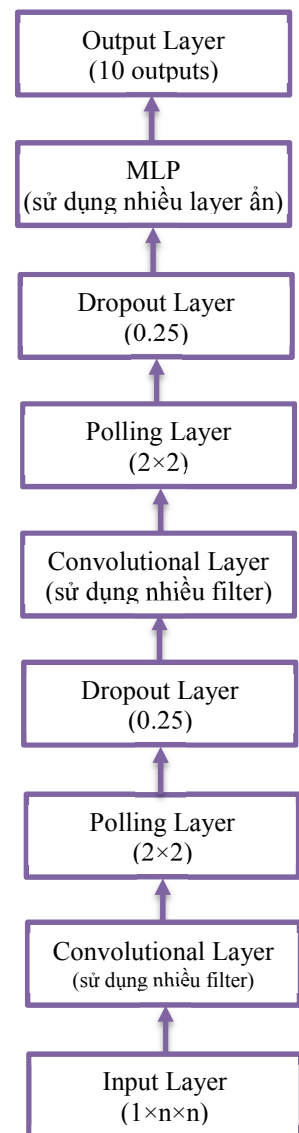 Output Layer
(10 outputs)
MLP
(sử dụng nhiều layer ẩn)
Dropout Layer
(0.25)
Polling Layer
(2×2)
Convolutional Layer
(sử dụng nhiều filter)
Dropout Layer
(0.25)
Polling Layer
(2×2)
Convolutional Layer
(sử dụng nhiều filter)
Input Layer
(1×n×n)